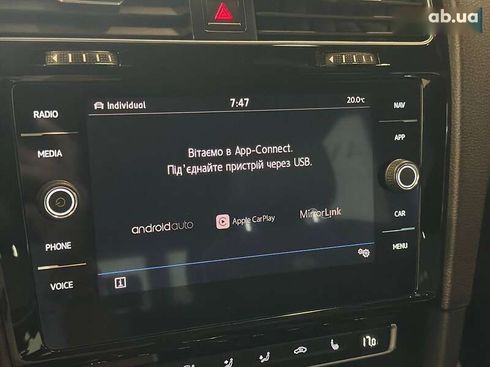 ab.ua
RADIO
MEDIA
PHONE
VOICE
Individual
7:47
20.0°C
Вітаємо в App-Connect.
Під'єднайте пристрій через USB.
androidauto
Apple CarPlay
MirrorLink
NAV
APP
CAR
MENU